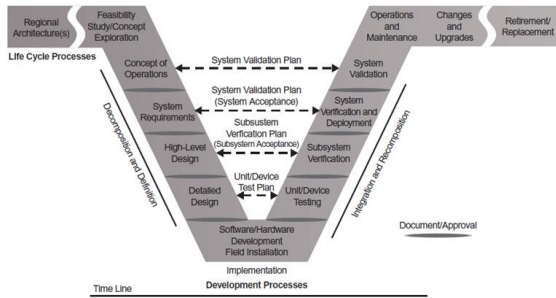 Regional
Architecture(s)
Feasibility
Study/Concept
Exploration
Operations
and
Maintenance
Changes
and
Upgrades
Retirement/
Replacement
Life Cycle Processes
Concept of
Operations
System Validation Plan
System
Validation
System
Requirements
System Validation Plan
(System Acceptance)
System
Verification and
Deployment
High-Level
Design
Subsustem
Verfication Plan
(Subsystem Acceptance)
Subsystem
Verification
Detailed
Design
Unit/Device
Test Plan
Unit/Device
Testing
Decomposition and Definition
Integration and Recomposition
Software/Hardware
Development
Field Installation
Document/Approval
Implementation
Development Processes
Time Line